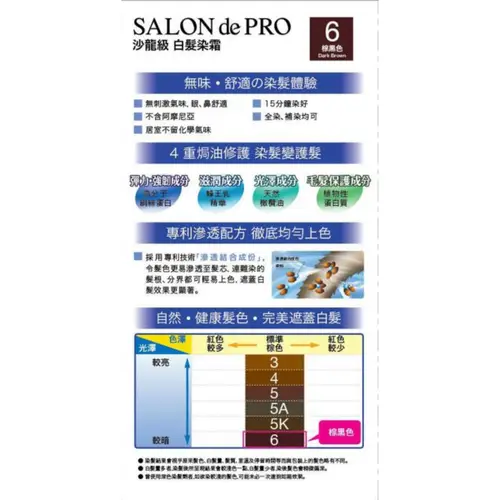 SALON de PRO
沙龍級 白髮染霜
6
棕黑色
Dark Brown
無味・舒適の染髮體驗
無刺激氣味、眼、鼻舒適
15分鐘染好
不含阿摩尼亞
全染、補染均可
居室不留化學氣味
4 重焗油修護 染髮變護髮
彈力・強韌成分
滋潤成分
光澤成分
毛髮保護成分
蜂王乳
天然
植物性
精華
橄欖油
蛋白質
專利滲透配方 徹底均勻上色
採用專利技術「滲透結合成份」。
令髮色更易滲透至髮芯、連難染的
髮根、分界都可輕易上色，遮蓋白
髮效果更顯著。
自然・健康髮色・完美遮蓋白髮
色澤
光澤
紅色
較多
標準
棕色
紅色
較少
較亮
3
4
5
5A
5K
較暗
6
棕黑色